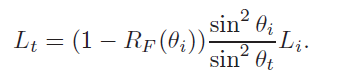 L_t = (1 − R_F(θ_i)) \frac{\sin^2 θ_i}{\sin^2 θ_t} L_i.